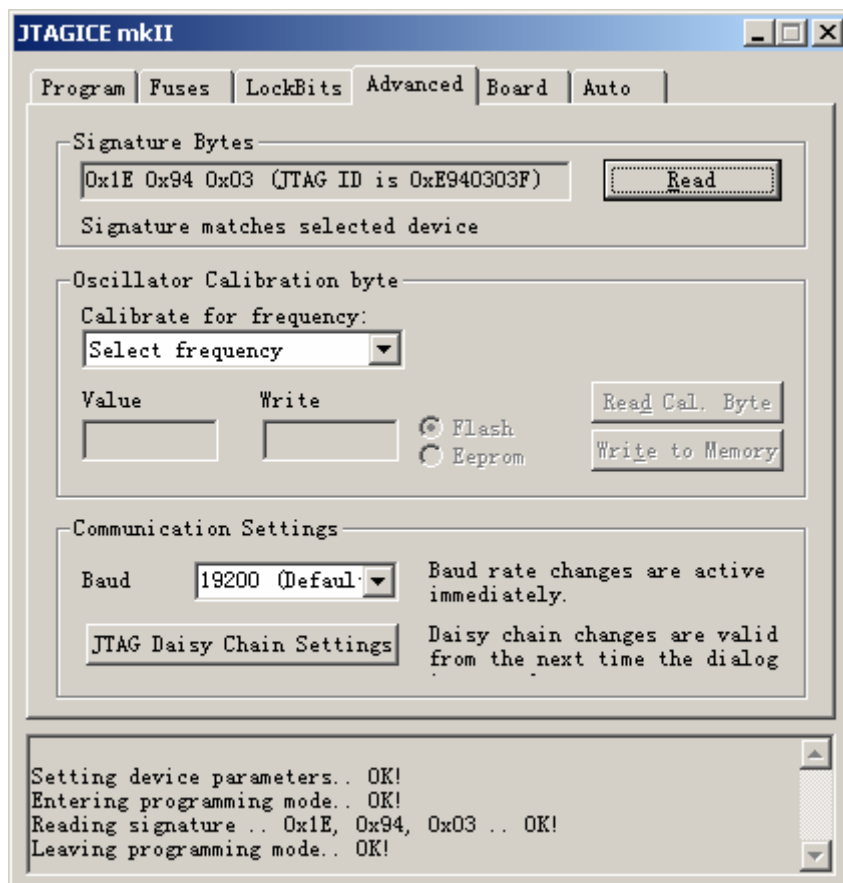 JTAGICE mkII
Program Fuses LockBits Advanced Board Auto
Signature Bytes
0x1E 0x94 0x03 (JTAG ID is 0xE940303F)
Read
Signature matches selected device
Oscillator Calibration byte
Calibrate for frequency:
Select frequency
Value Write
Read Cal. Byte
Flash
Eeprom
Write to Memory
Communication Settings
Baud
19200 (Defaul
Baud rate changes are active
immediately.
JTAG Daisy Chain Settings
Daisy chain changes are valid
from the next time the dialog
Setting device parameters.. OK!
Entering programming mode.. OK!
Reading signature .. 0x1E, 0x94, 0x03 .. OK!
Leaving programming mode.. OK!